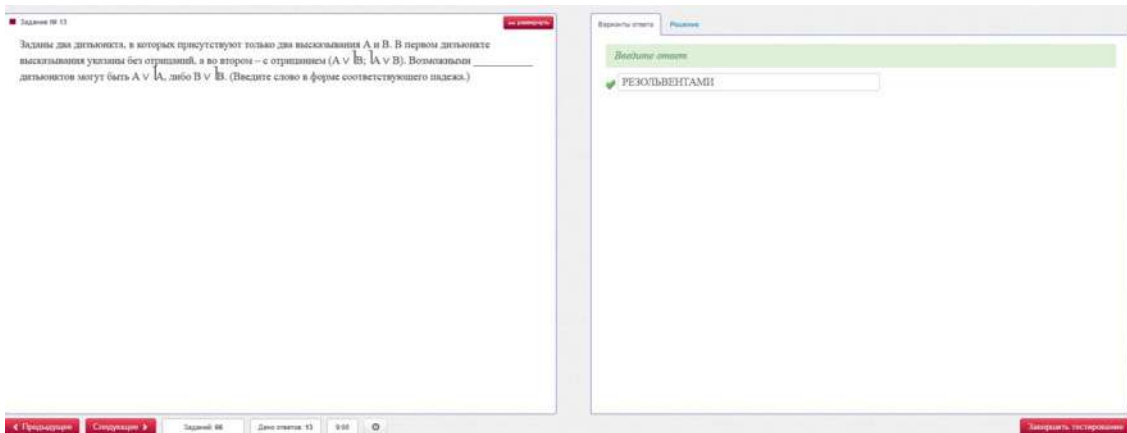 Задание № 13
развернуть
Заданы два дизъюнкта, в которых присутствуют только два высказывания A и B. В первом дизъюнкте
высказывания указаны без отрицаний, а во втором – с отрицанием (A ∨ ⌉B; ⌉A ∨ B). Возможными ____________
дизъюнктов могут быть A ∨ ⌉A, либо B ∨ ⌉B. (Введите слово в форме соответствующего падежа.)
Варианты ответа
Решение
Введите ответ
РЕЗОЛЬВЕНТАМИ
Предыдущее
Следующее
Заданий: 66
Дано ответов: 13
Завершить тестирование